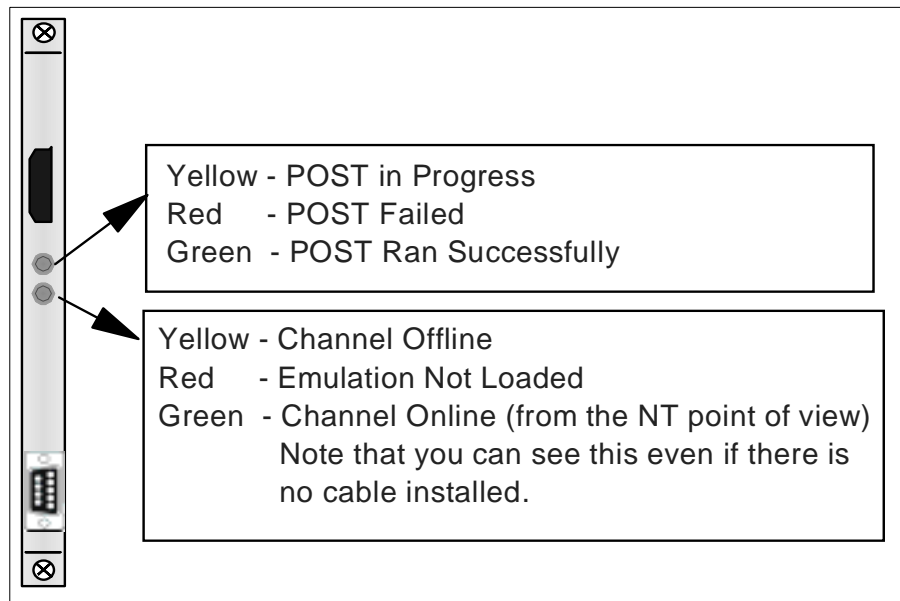 Yellow - POST in Progress
Red - POST Failed
Green - POST Ran Successfully
Yellow - Channel Offline
Red - Emulation Not Loaded
Green - Channel Online (from the NT point of view)
Note that you can see this even if there is
no cable installed.